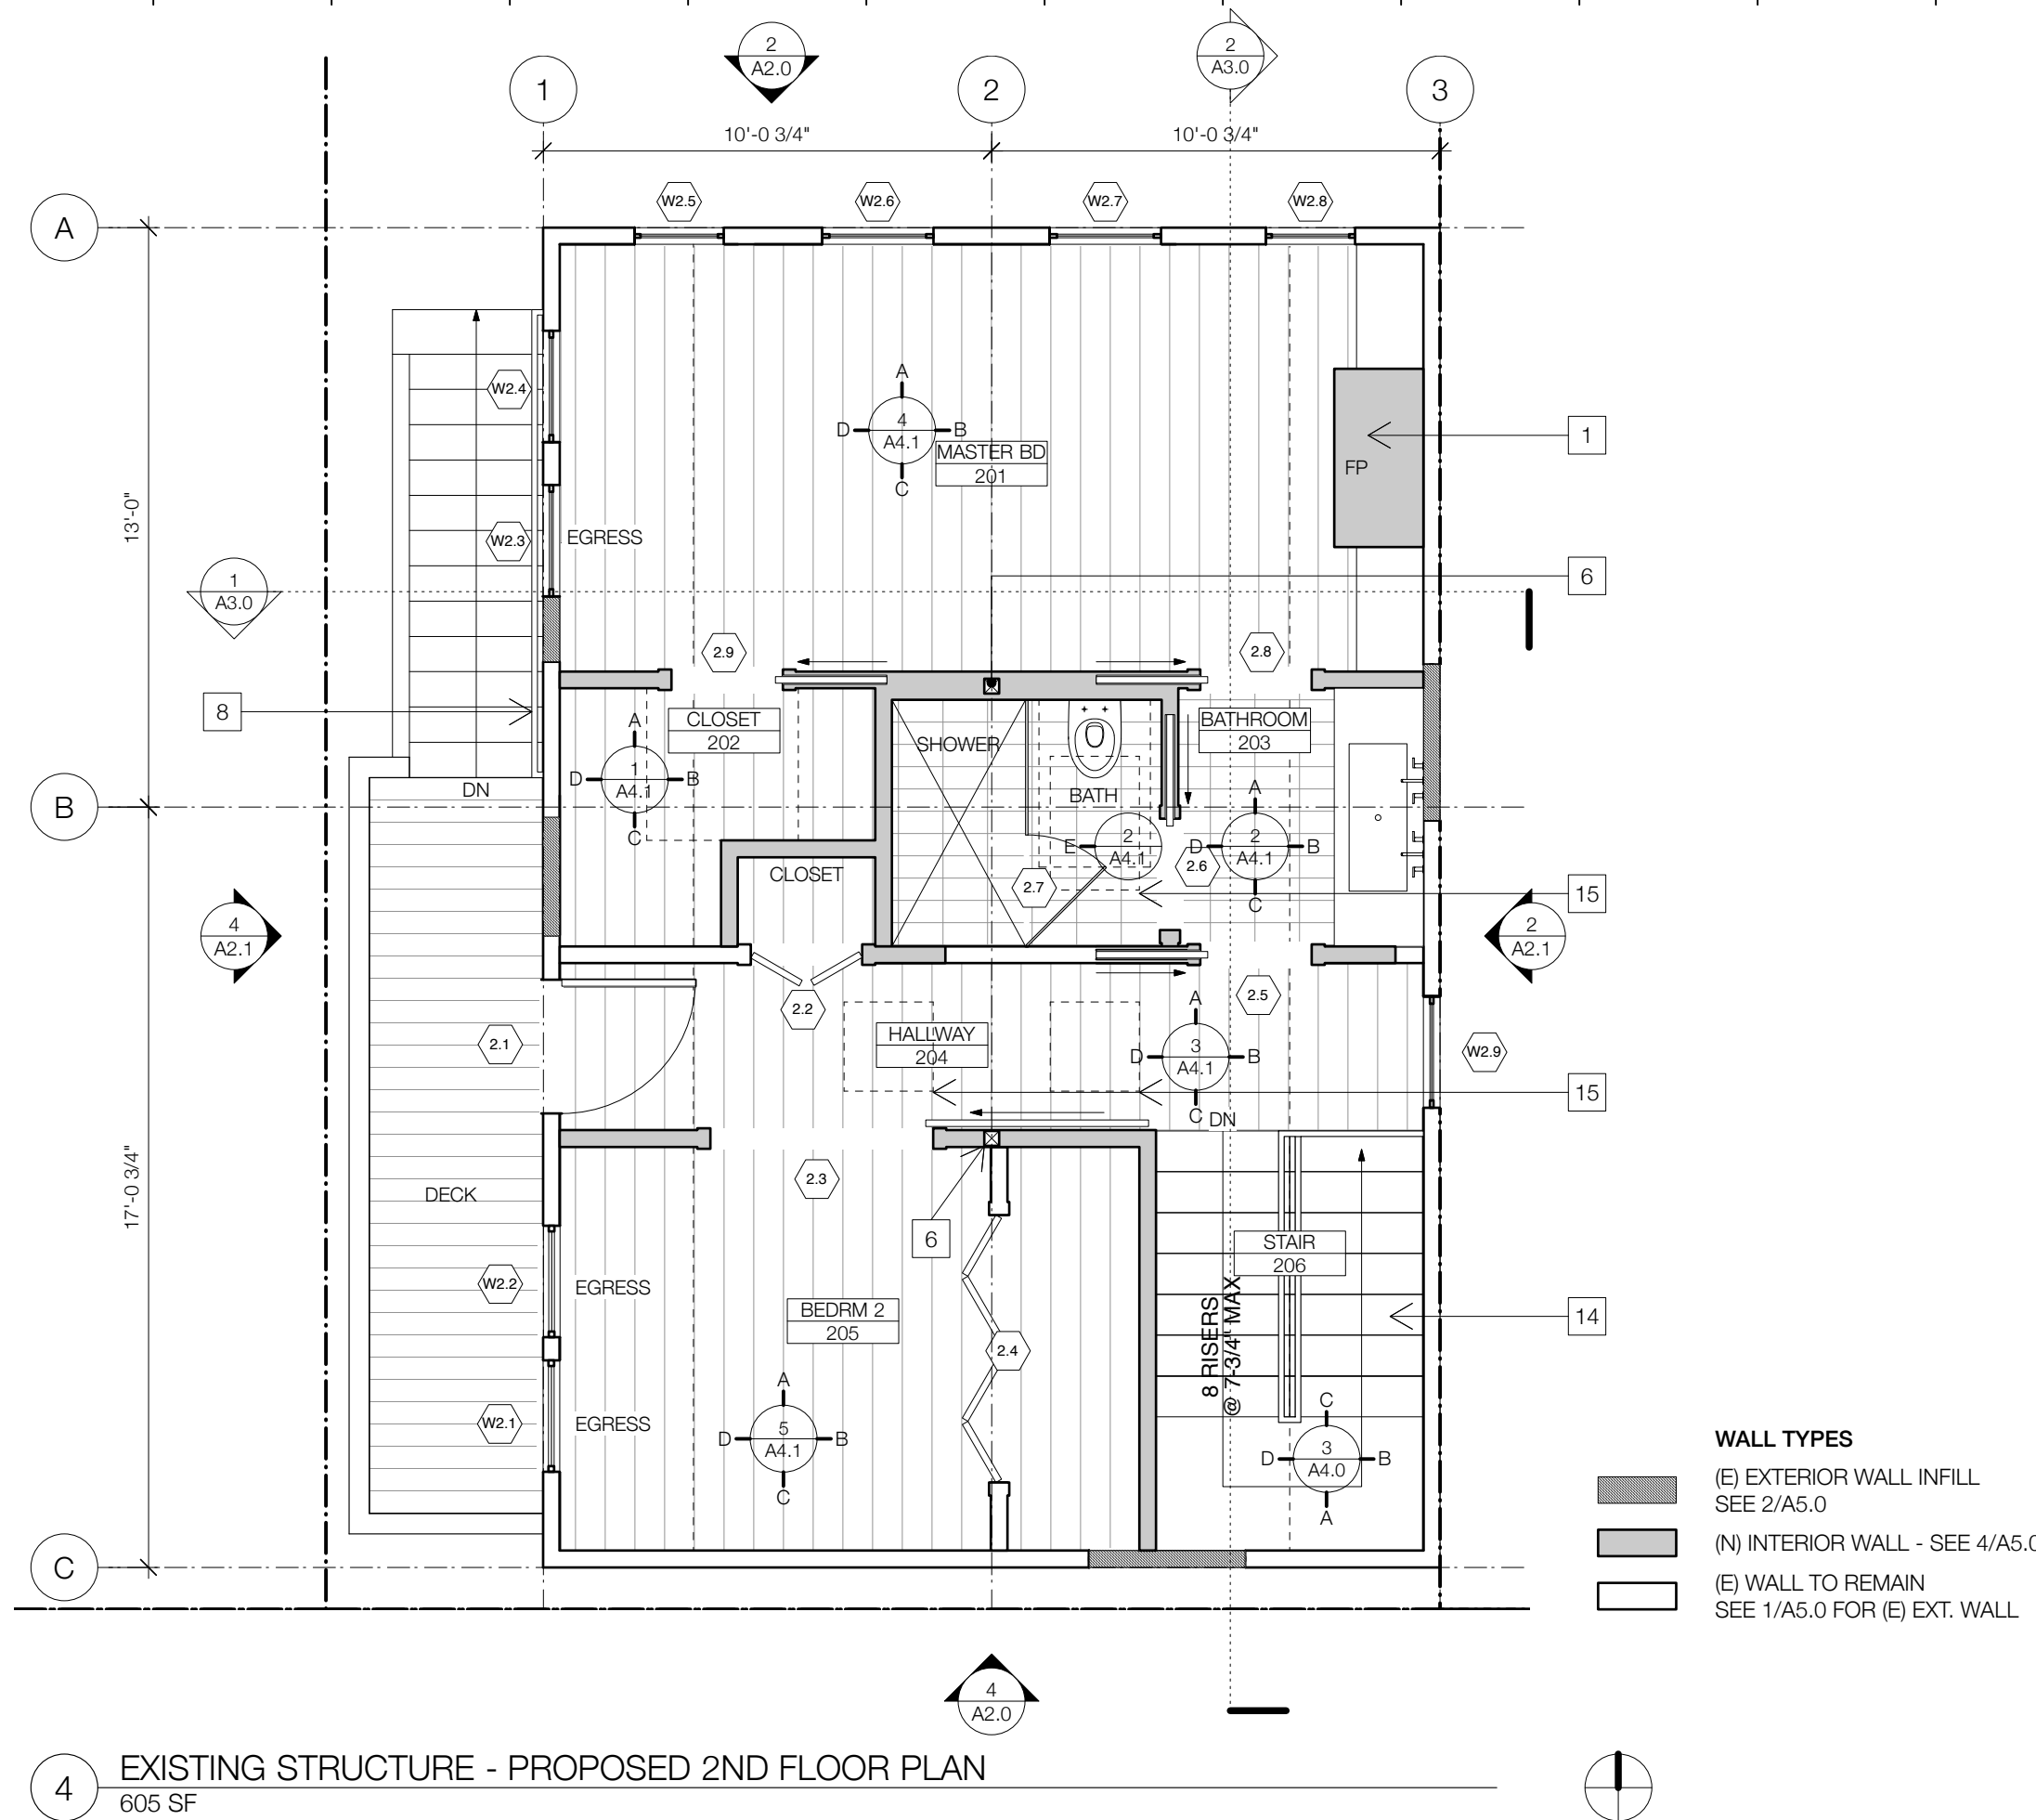 2
A2.0
2
A3.0
1
2
3
10'-0 3/4"
10'-0 3/4"
W2.5
W2.6
W2.7
W2.8
A
W2.4
A
4
A4.1
D
B
C
MASTER BD
201
1
FP
13'-0"
W2.3
EGRESS
6
1
A3.0
2.9
2.8
8
CLOSET
202
A
1
A4.1
D
B
C
SHOWER
BATHROOM
203
DN
BATH
B
A
2
A4.1
E
2
A4.1
D
B
C
2.6
2.7
CLOSET
15
4
A2.1
2
A2.1
2.2
2.5
2.1
HALLWAY
204
A
3
A4.1
D
B
C
W2.9
15
DN
17'-0 3/4"
DECK
2.3
6
STAIR
206
W2.2
EGRESS
BEDRM 2
205
8 RISERS
@ 7-3/4" MAX
14
2.4
W2.1
EGRESS
A
5
A4.1
D
B
C
C
3
A4.0
D
B
A
WALL TYPES
(E) EXTERIOR WALL INFILL
SEE 2/A5.0
(N) INTERIOR WALL - SEE 4/A5.0
(E) WALL TO REMAIN
SEE 1/A5.0 FOR (E) EXT. WALL
C
4
A2.0
4
EXISTING STRUCTURE - PROPOSED 2ND FLOOR PLAN
605 SF